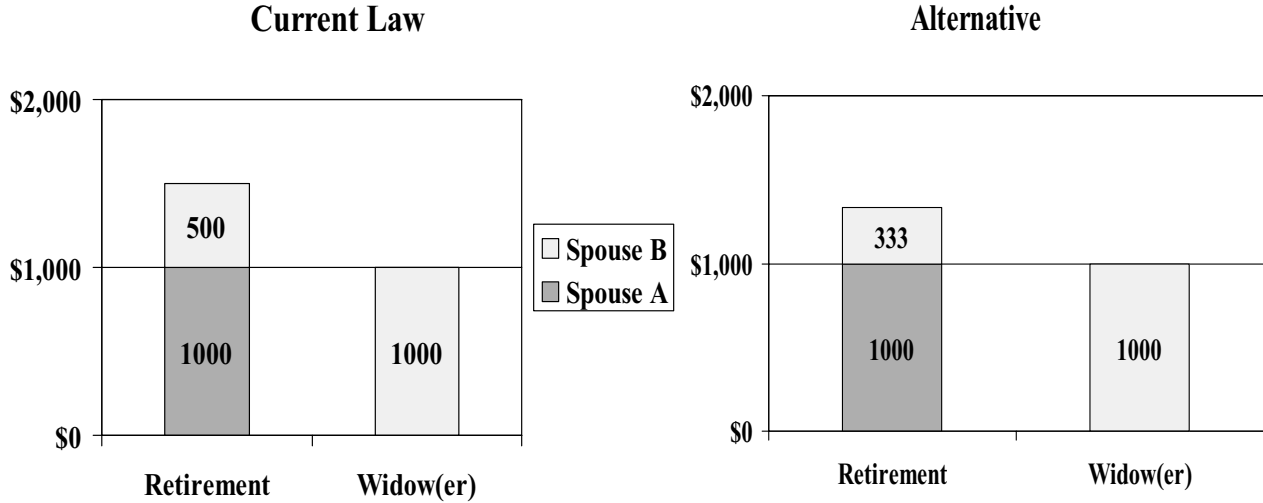 Current Law
$2,000
$1,000
$0
500
1000
1000
Retirement
Widow(er)
Spouse B
Spouse A
Alternative
$2,000
$1,000
$0
333
1000
1000
Retirement
Widow(er)